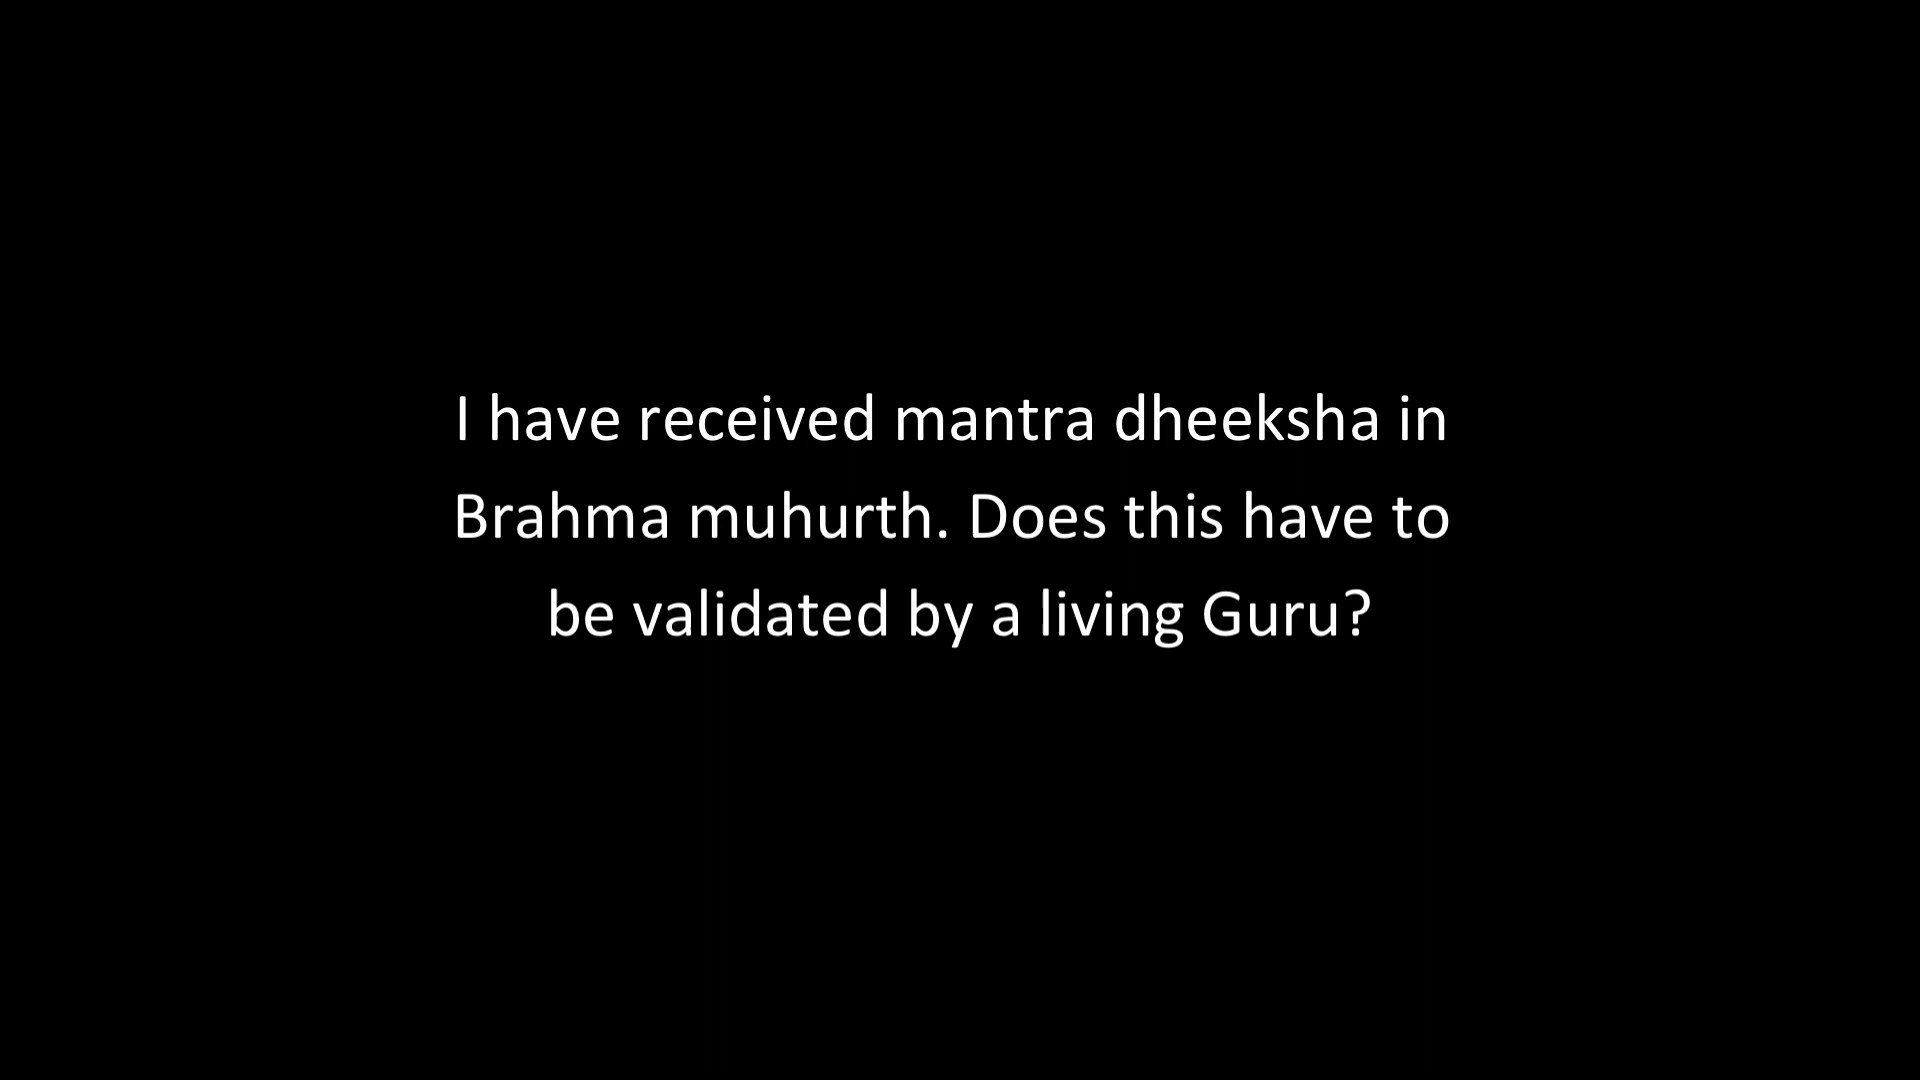 I have received mantra dheeksha in
Brahma muhurth. Does this have to
be validated by a living Guru?